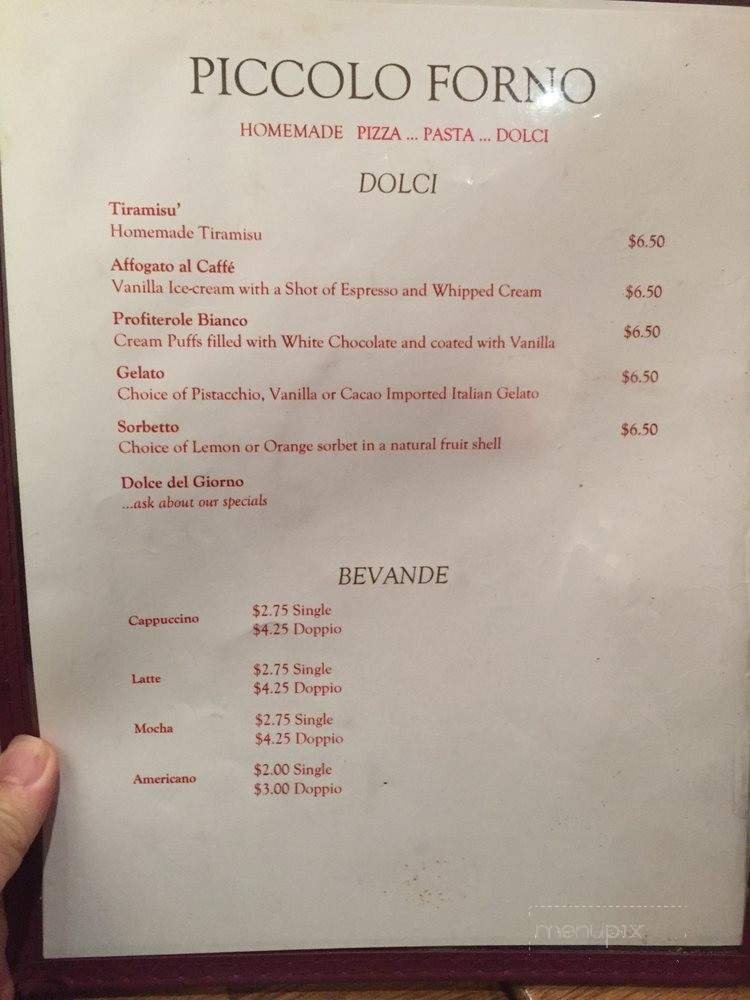 PICCOLO FORNO
HOMEMADE PIZZA ... PASTA ... DOLCI
DOLCI
Tiramisu'
Homemade Tiramisu $6.50
Affogato al Caffé
Vanilla Ice-cream with a Shot of Espresso and Whipped Cream $6.50
Profiterole Bianco
Cream Puffs filled with White Chocolate and coated with Vanilla $6.50
Gelato
Choice of Pistacchio, Vanilla or Cacao Imported Italian Gelato $6.50
Sorbetto
Choice of Lemon or Orange sorbet in a natural fruit shell $6.50
Dolce del Giorno
...ask about our specials
BEVANDE
Cappuccino $2.75 Single
$4.25 Doppio
Latte $2.75 Single
$4.25 Doppio
Mocha $2.75 Single
$4.25 Doppio
Americano $2.00 Single
$3.00 Doppio
menupix